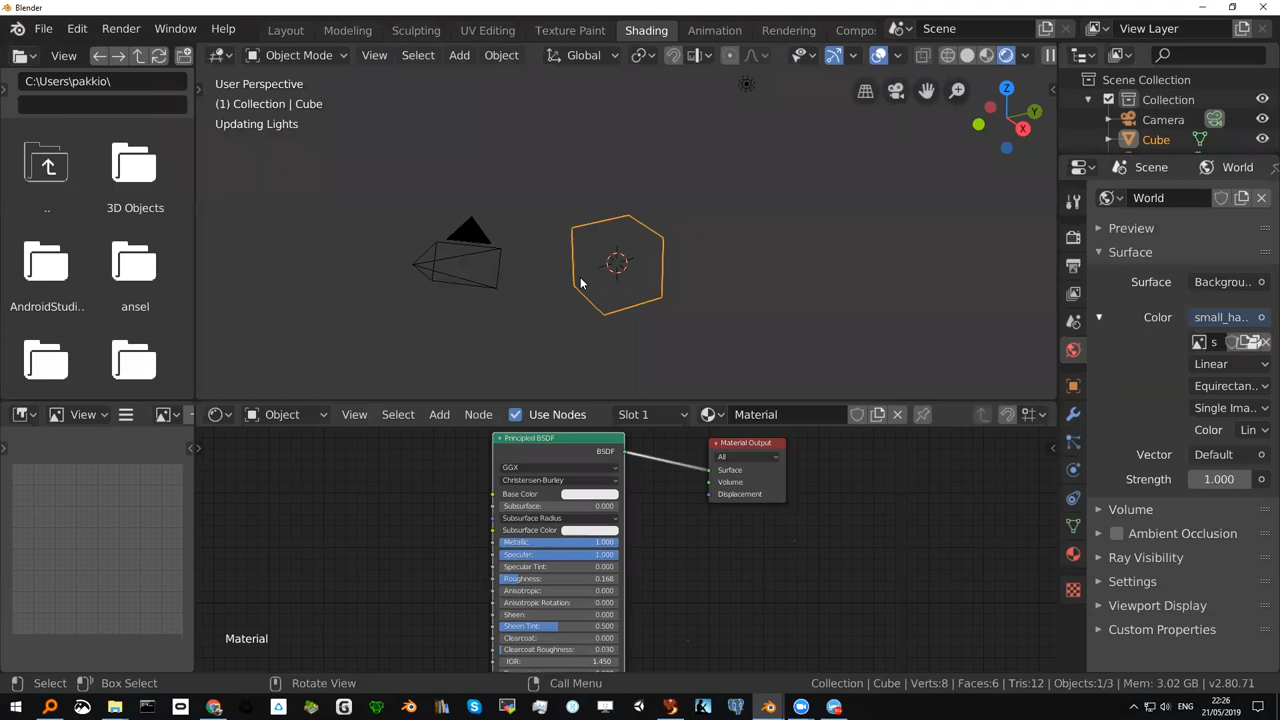 Blender
File Edit Render Window Help
Layout Modeling Sculpting UV Editing Texture Paint Shading Animation Rendering Compos
Scene
View Layer
View
Object Mode View Select Add Object Global
C:\Users\pakkio\
User Perspective
(1) Collection | Cube
Updating Lights
Z
Y
X
Scene Collection
Collection
Camera
Cube
..
3D Objects
AndroidStudi..
ansel
Scene
World
World
Preview
Surface
Surface Backgrou..
Color small_ha..
s
Linear
Equirectan..
Single Ima..
Color Lin
Vector Default
Strength 1.000
Volume
Ambient Occlusion
Ray Visibility
Settings
Viewport Display
Custom Properties
View
Object View Select Add Node Use Nodes Slot 1 Material
Principled BSDF
BSDF
GGX
Christensen-Burley
Base Color
Subsurface: 0.000
Subsurface Radius
Subsurface Color
Metallic: 1.000
Specular: 1.000
Specular Tint: 0.000
Roughness: 0.168
Anisotropic: 0.000
Anisotropic Rotation: 0.000
Sheen: 0.000
Sheen Tint: 0.500
Clearcoat: 0.000
Clearcoat Roughness: 0.030
IOR: 1.450
Material Output
All
Surface
Volume
Displacement
Material
Select Box Select Rotate View Call Menu
Collection | Cube | Verts:8 | Faces:6 | Tris:12 | Objects:1/3 | Mem: 3.02 GB | v2.80.71
22:26
21/05/2019